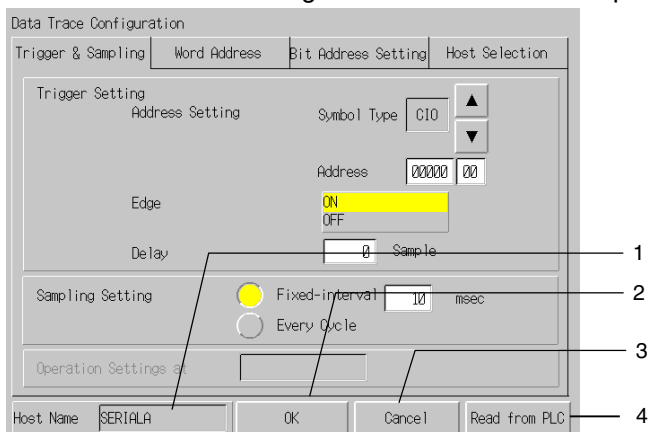 Data Trace Configuration
Trigger & Sampling Word Address Bit Address Setting Host Selection
Trigger Setting
Address Setting Symbol Type CIO ▲
▼
Address 00000 00
Edge ON
OFF
Delay 0 Sample
1
Sampling Setting Fixed-interval 10 msec
2
Every Cycle
3
Operation Settings at
Host Name SERIALA OK Cancel Read from PLC 4